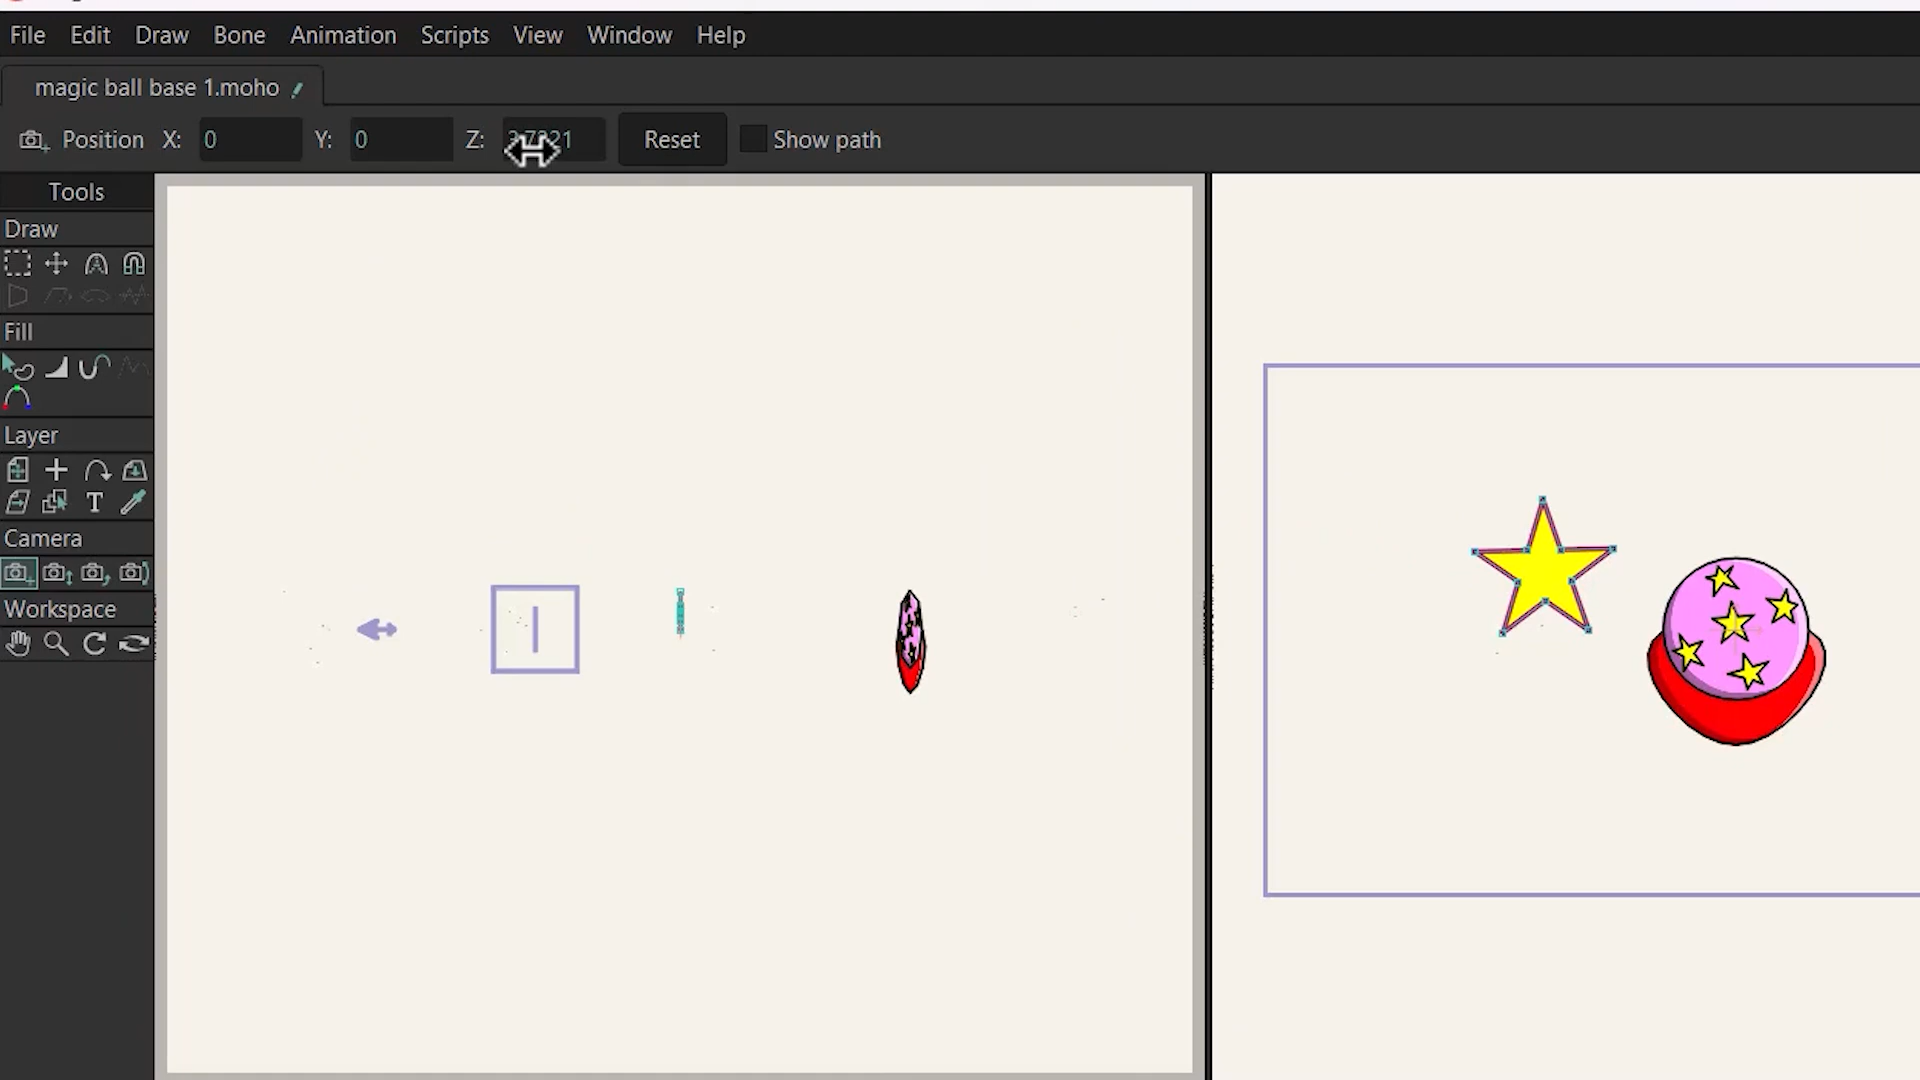 File Edit Draw Bone Animation Scripts View Window Help
magic ball base 1.moho
Position X: 0 Y: 0 Z: Reset Show path
Tools
Draw
Fill
Layer
T
Camera
Workspace